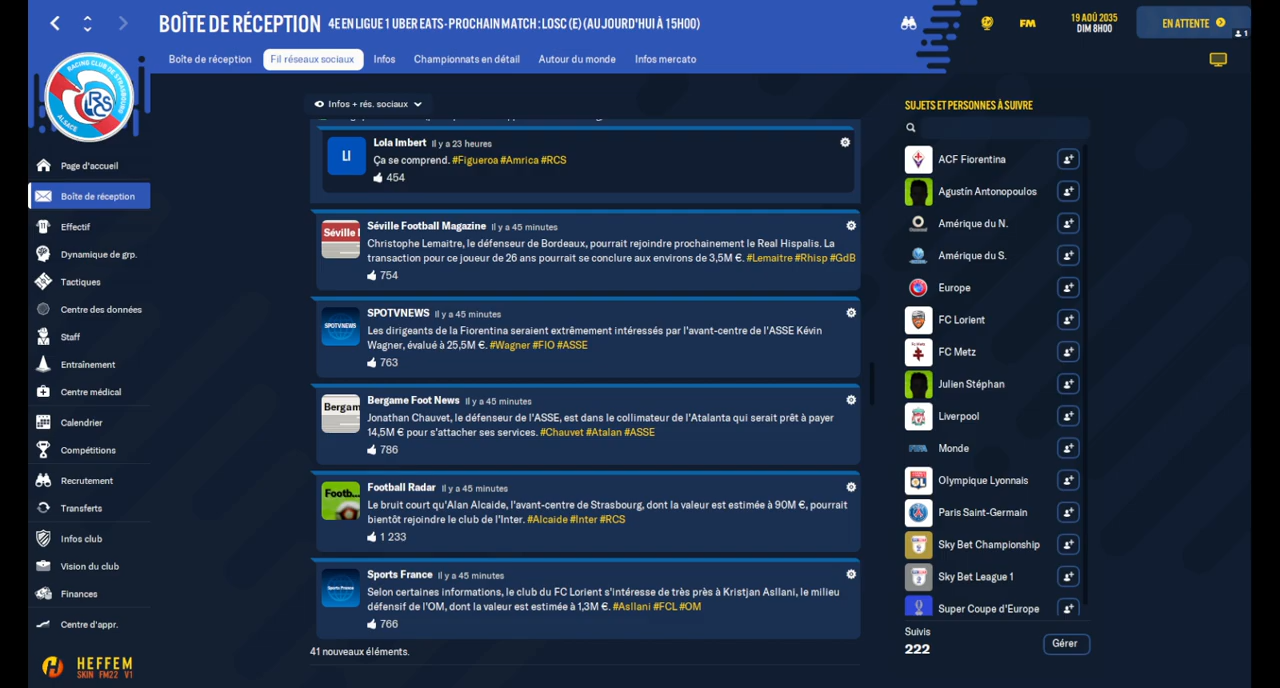 BOÎTE DE RÉCEPTION 4E EN LIGUE 1 UBER EATS - PROCHAIN MATCH : LOSC (E) (AUJOURD'HUI À 15H00)
FM
19 AOÛ 2035
DIM 8H00
EN ATTENTE
1
Boîte de réception Fil réseaux sociaux Infos Championnats en détail Autour du monde Infos mercato
RACING CLUB DE STRASBOURG
RCS
ALSACE
Page d'accueil
Boîte de réception
Effectif
Dynamique de grp.
Tactiques
Centre des données
Staff
Entraînement
Centre médical
Calendrier
Compétitions
Recrutement
Transferts
Infos club
Vision du club
Finances
Centre d'appr.
HEFFEM
SKIN FM22 V1
Infos + rés. sociaux
LI
Lola Imbert Il y a 23 heures
Ça se comprend. #Figueroa #Amrica #RCS
454
Séville
Séville Football Magazine Il y a 45 minutes
Christophe Lemaitre, le défenseur de Bordeaux, pourrait rejoindre prochainement le Real Hispalis. La
transaction pour ce joueur de 26 ans pourrait se conclure aux environs de 3,5M €. #Lemaitre #Rhisp #GdB
754
SPOTVNEWS
SPOTVNEWS Il y a 45 minutes
Les dirigeants de la Fiorentina seraient extrêmement intéressés par l'avant-centre de l'ASSE Kévin
Wagner, évalué à 25,5M €. #Wagner #FIO #ASSE
763
Bergam
Bergame Foot News Il y a 45 minutes
Jonathan Chauvet, le défenseur de l'ASSE, est dans le collimateur de l'Atalanta qui serait prêt à payer
14,5M € pour s'attacher ses services. #Chauvet #Atalan #ASSE
786
Footb...
Football Radar Il y a 45 minutes
Le bruit court qu'Alan Alcaide, l'avant-centre de Strasbourg, dont la valeur est estimée à 90M €, pourrait
bientôt rejoindre le club de l'Inter. #Alcaide #Inter #RCS
1 233
Sports France
Sports France Il y a 45 minutes
Selon certaines informations, le club du FC Lorient s'intéresse de très près à Kristjan Asllani, le milieu
défensif de l'OM, dont la valeur est estimée à 1,3M €. #Asllani #FCL #OM
766
41 nouveaux éléments.
SUJETS ET PERSONNES À SUIVRE
ACF Fiorentina
Agustín Antonopoulos
Amérique du N.
Amérique du S.
Europe
FC Lorient
FC Metz
Julien Stéphan
Liverpool
FIFA
Monde
Olympique Lyonnais
Paris Saint-Germain
Sky Bet Championship
Sky Bet League 1
Super Coupe d'Europe
Suivis
222
Gérer